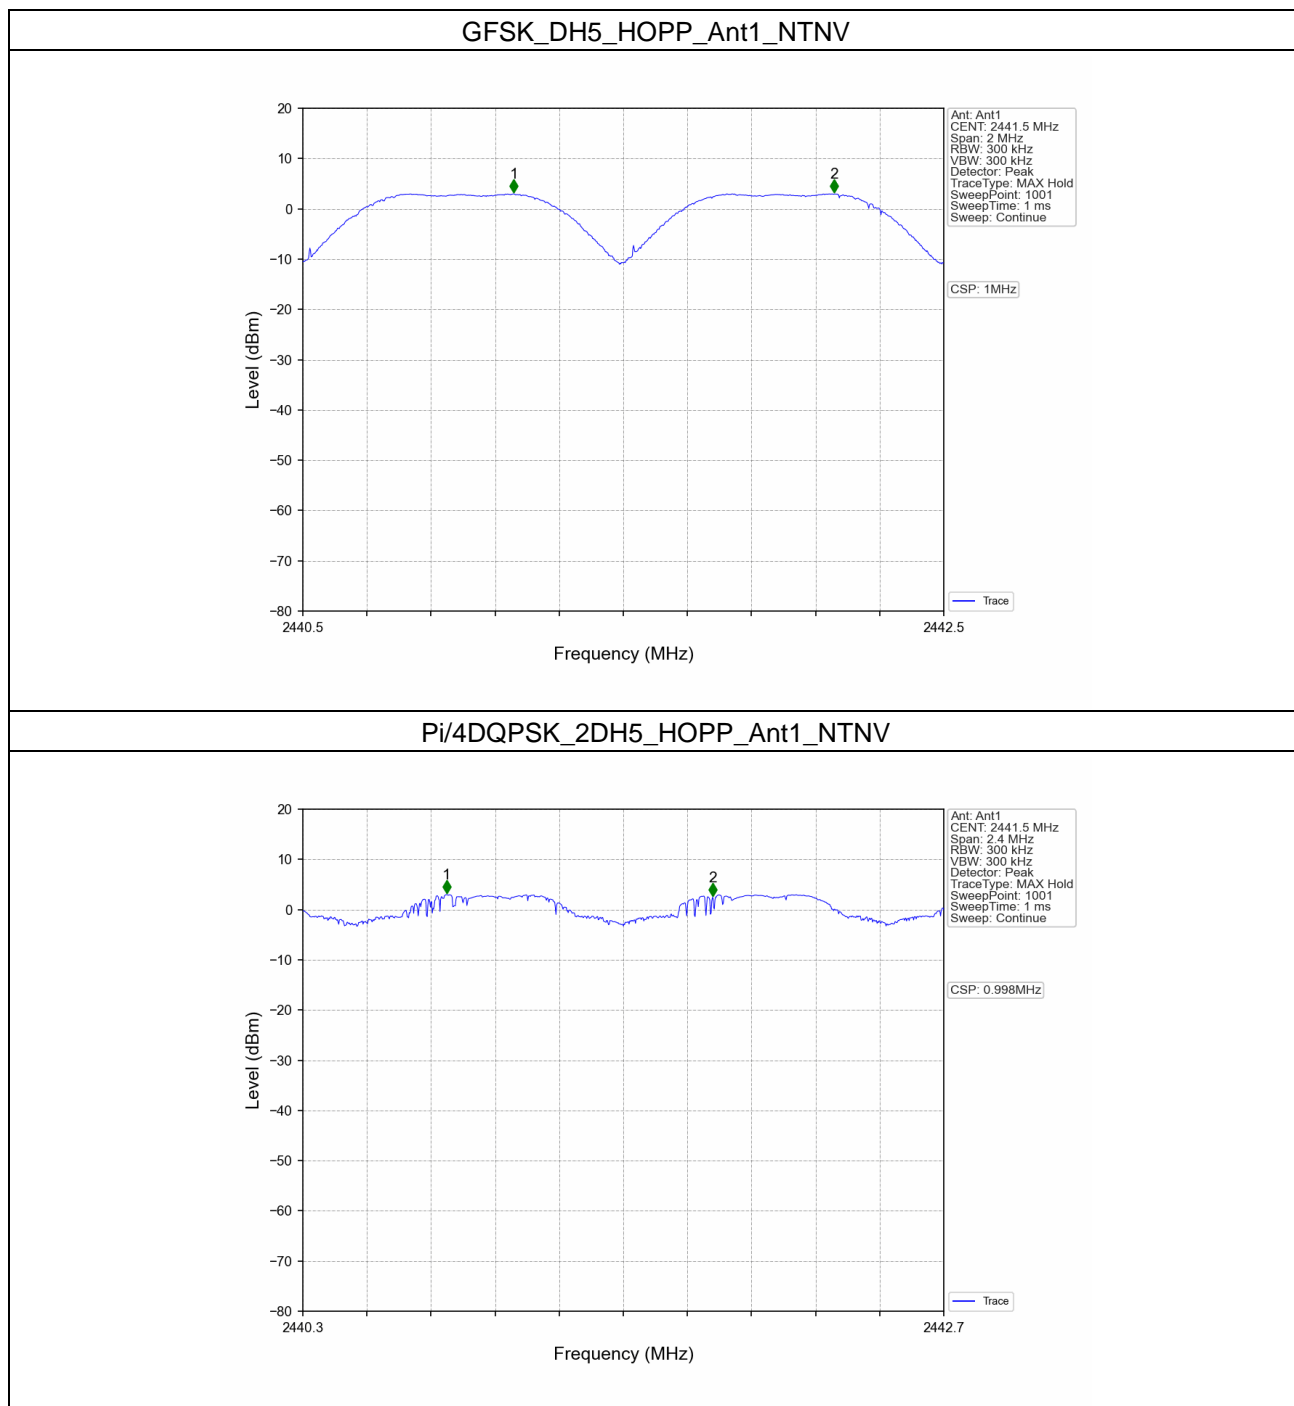 GFSK_DH5_HOPP_Ant1_NTNV
20
10
0
−10
−20
−30
−40
−50
−60
−70
−80
Level (dBm)
1
2
2440.5
2442.5
Frequency (MHz)
Ant: Ant1
CENT: 2441.5 MHz
Span: 2 MHz
RBW: 300 kHz
VBW: 300 kHz
Detector: Peak
TraceType: MAX Hold
SweepPoint: 1001
SweepTime: 1 ms
Sweep: Continue
CSP: 1MHz
Trace
Pi/4DQPSK_2DH5_HOPP_Ant1_NTNV
20
10
0
−10
−20
−30
−40
−50
−60
−70
−80
Level (dBm)
1
2
2440.3
2442.7
Frequency (MHz)
Ant: Ant1
CENT: 2441.5 MHz
Span: 2.4 MHz
RBW: 300 kHz
VBW: 300 kHz
Detector: Peak
TraceType: MAX Hold
SweepPoint: 1001
SweepTime: 1 ms
Sweep: Continue
CSP: 0.998MHz
Trace